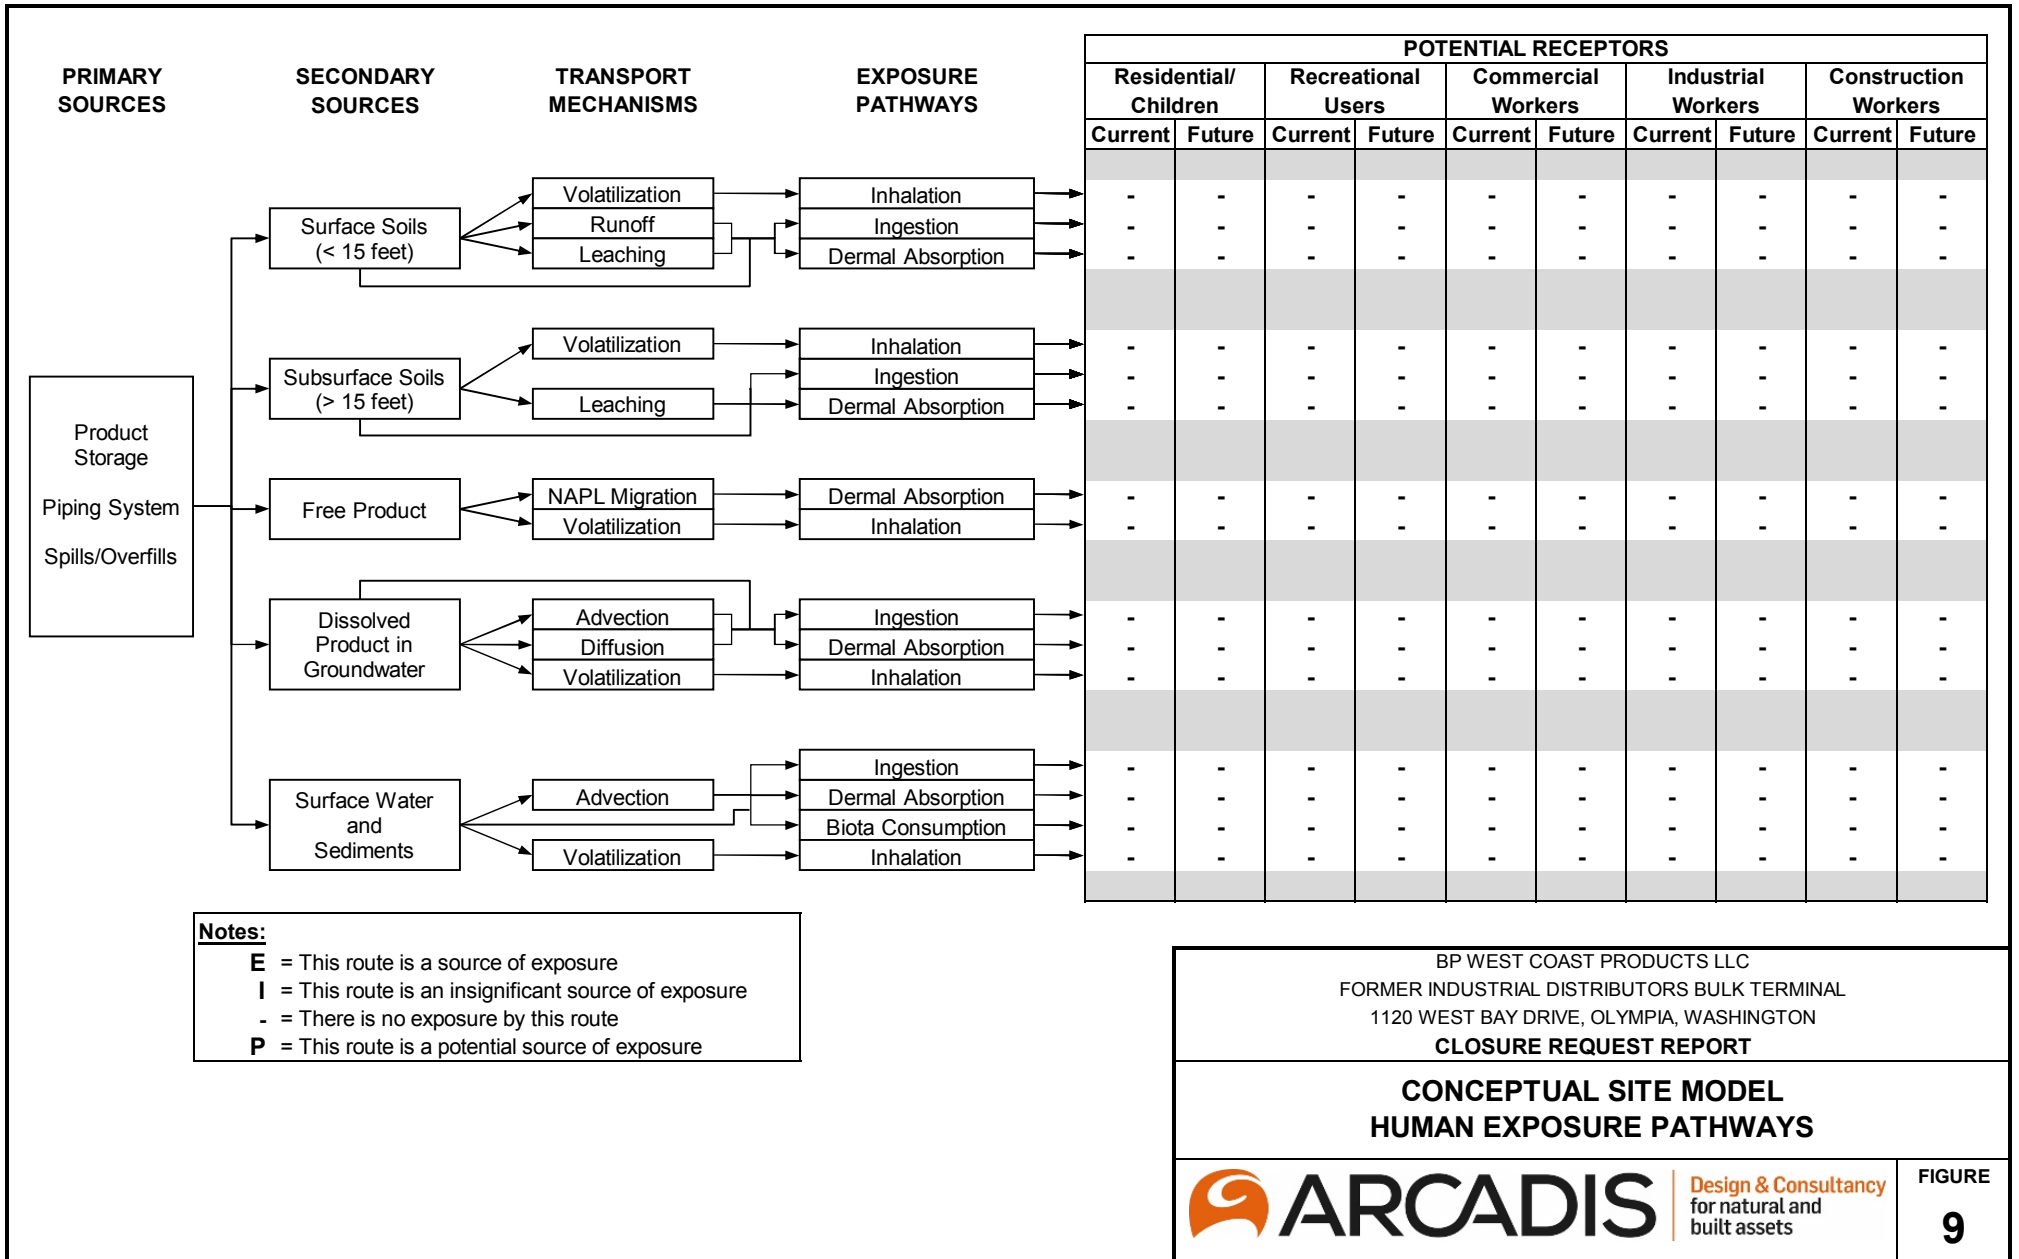 PRIMARY
SOURCES
SECONDARY
SOURCES
TRANSPORT
MECHANISMS
EXPOSURE
PATHWAYS
POTENTIAL RECEPTORS
Residential/
Children
Recreational
Users
Commercial
Workers
Industrial
Workers
Construction
Workers
Current Future Current Future Current Future Current Future Current Future
Product
Storage
Piping System
Spills/Overfills
Surface Soils
(< 15 feet)
Volatilization
Runoff
Leaching
Inhalation - - - - - - - - - -
Ingestion - - - - - - - - - -
Dermal Absorption - - - - - - - - - -
Subsurface Soils
(> 15 feet)
Volatilization
Leaching
Inhalation - - - - - - - - - -
Ingestion - - - - - - - - - -
Dermal Absorption - - - - - - - - - -
Free Product
NAPL Migration
Volatilization
Dermal Absorption - - - - - - - - - -
Inhalation - - - - - - - - - -
Dissolved
Product in
Groundwater
Advection
Diffusion
Volatilization
Ingestion - - - - - - - - - -
Dermal Absorption - - - - - - - - - -
Inhalation - - - - - - - - - -
Surface Water
and
Sediments
Advection
Volatilization
Ingestion - - - - - - - - - -
Dermal Absorption - - - - - - - - - -
Biota Consumption - - - - - - - - - -
Inhalation - - - - - - - - - -
Notes:
E = This route is a source of exposure
I = This route is an insignificant source of exposure
- = There is no exposure by this route
P = This route is a potential source of exposure
BP WEST COAST PRODUCTS LLC
FORMER INDUSTRIAL DISTRIBUTORS BULK TERMINAL
1120 WEST BAY DRIVE, OLYMPIA, WASHINGTON
CLOSURE REQUEST REPORT
CONCEPTUAL SITE MODEL
HUMAN EXPOSURE PATHWAYS
ARCADIS
Design & Consultancy
for natural and
built assets
FIGURE
9